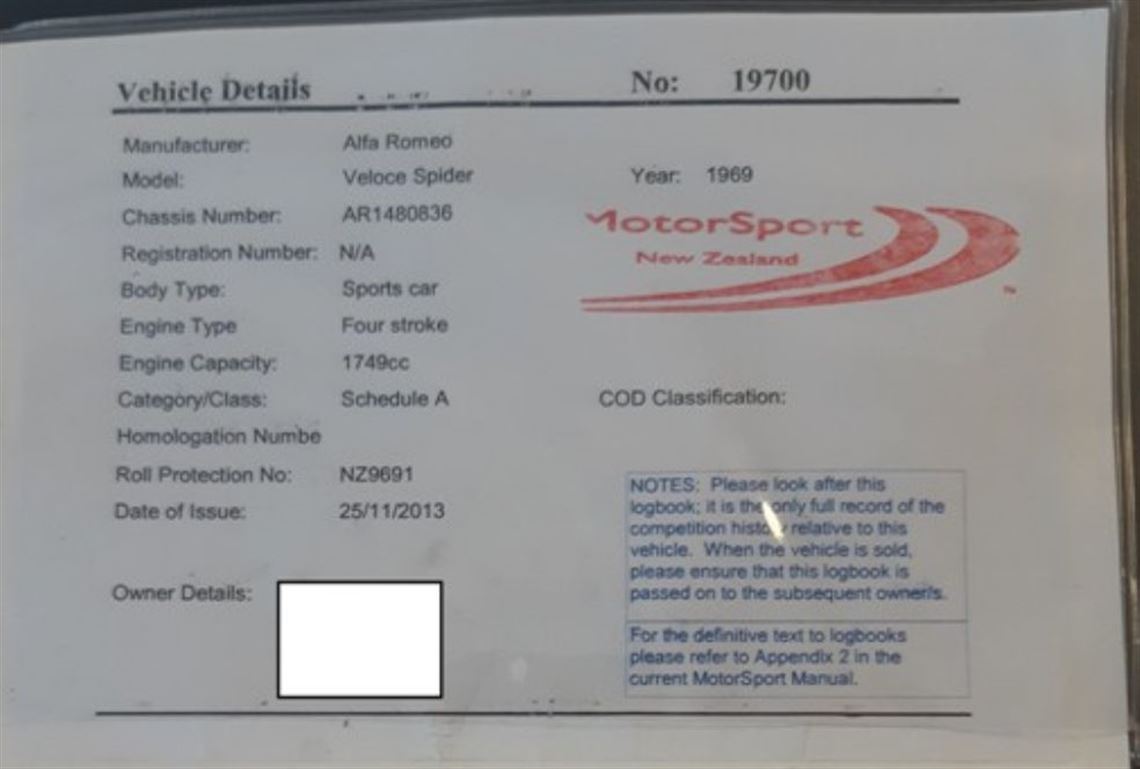 Vehicle Details No: 19700
Manufacturer: Alfa Romeo
Model: Veloce Spider Year: 1969
Chassis Number: AR1480836
MotorSport
New Zealand
Registration Number: N/A
Body Type: Sports car
Engine Type Four stroke
Engine Capacity: 1749cc
Category/Class: Schedule A COD Classification:
Homologation Numbe
Roll Protection No: NZ9691
Date of Issue: 25/11/2013
Owner Details:
NOTES: Please look after this
logbook; it is the only full record of the
competition history relative to this
vehicle. When the vehicle is sold,
please ensure that this logbook is
passed on to the subsequent owner/s.
For the definitive text to logbooks
please refer to Appendix 2 in the
current MotorSport Manual.